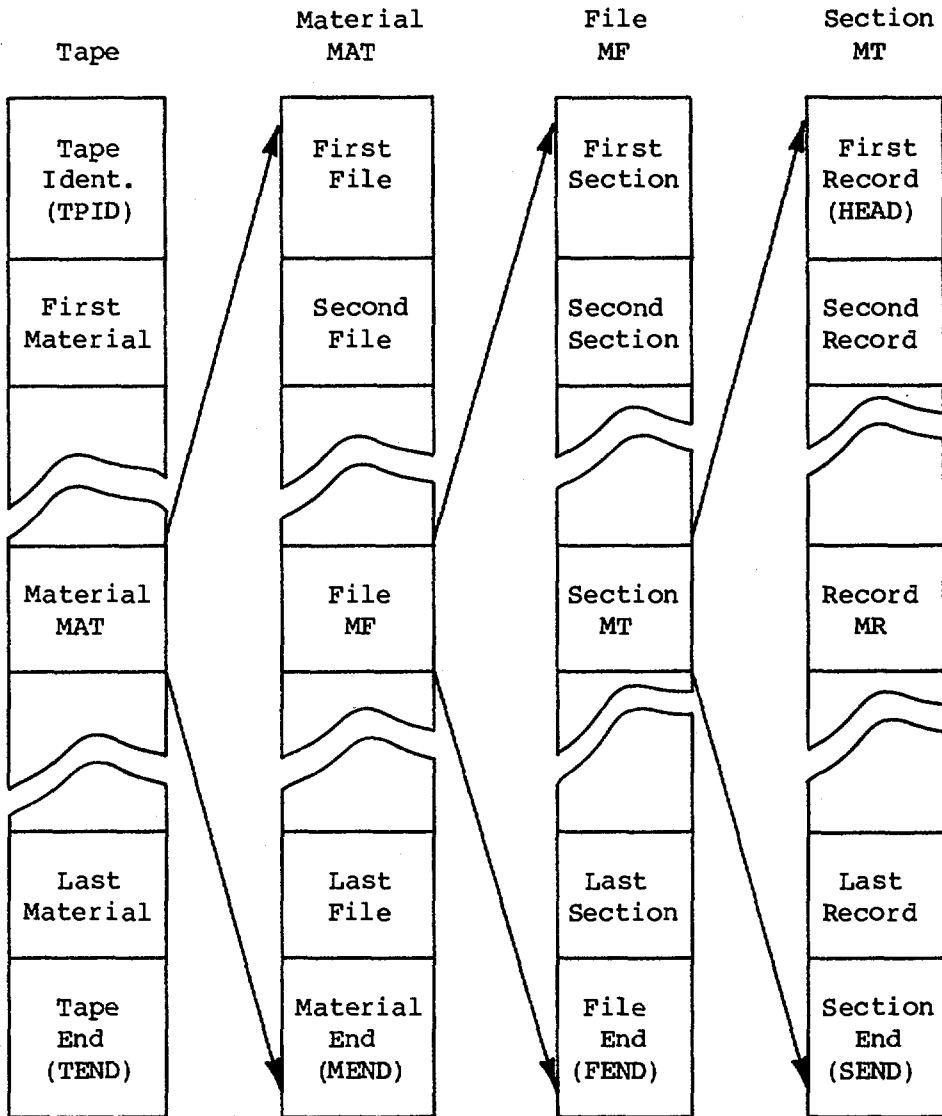 Tape
Material
MAT
File
MF
Section
MT
Tape
Ident.
(TPID)
First
Material
Material
MAT
Last
Material
Tape
End
(TEND)
First
File
Second
File
File
MF
Last
File
Material
End
(MEND)
First
Section
Second
Section
Section
MT
Last
Section
File
End
(FEND)
First
Record
(HEAD)
Second
Record
Record
MR
Last
Record
Section
End
(SEND)